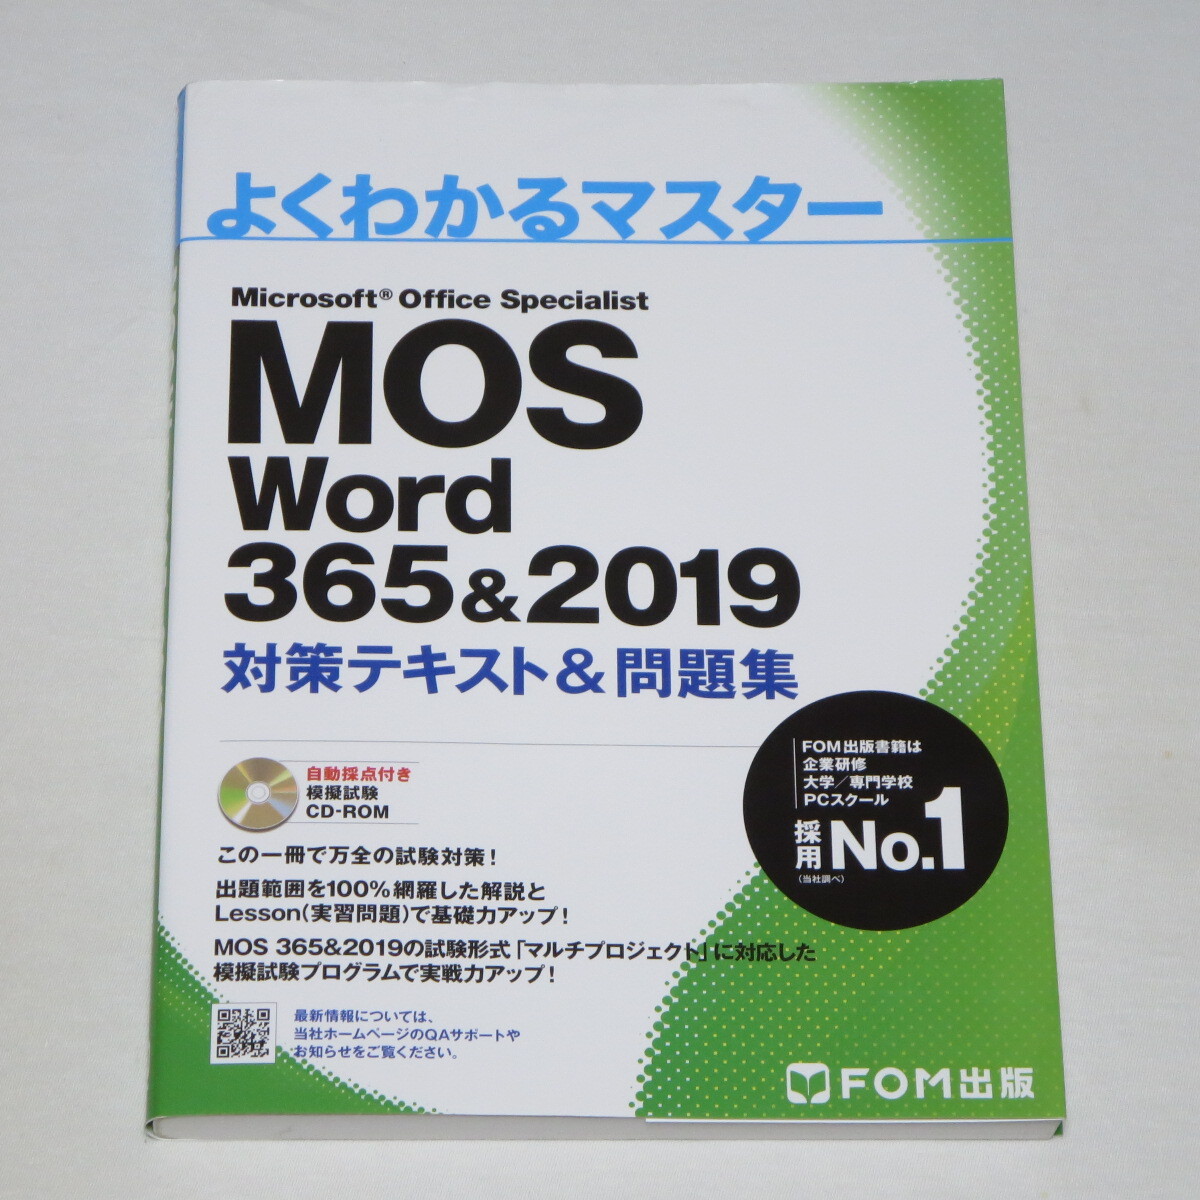 よくわかるマスター
Microsoft® Office Specialist
MOS
Word
365&2019
対策テキスト&問題集
FOM出版書籍は
企業研修
大学／専門学校
PCスクール
採用 No.1
（当社調べ）
自動採点付き
模擬試験
CD-ROM
この一冊で万全の試験対策！
出題範囲を100%網羅した解説と
Lesson（実習問題）で基礎力アップ！
MOS 365&2019の試験形式「マルチプロジェクト」に対応した
模擬試験プログラムで実戦力アップ！
最新情報については、
当社ホームページのQAサポートや
お知らせをご覧ください。
FOM出版